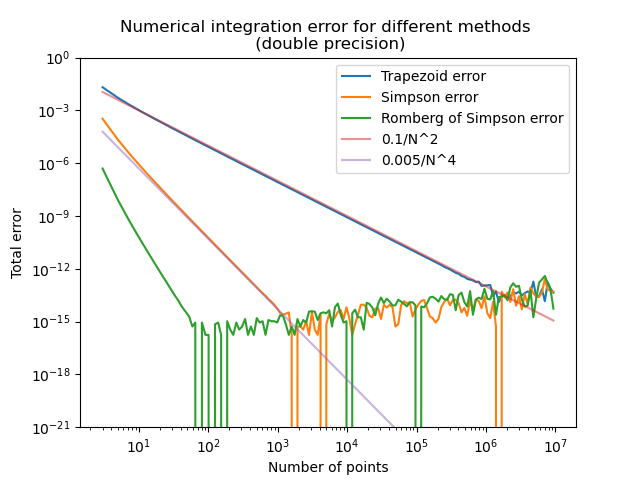 Numerical integration error for different methods
(double precision)
Total error
10^0
10^-3
10^-6
10^-9
10^-12
10^-15
10^-18
10^-21
Trapezoid error
Simpson error
Romberg of Simpson error
0.1/N^2
0.005/N^4
10^1 10^2 10^3 10^4 10^5 10^6 10^7
Number of points